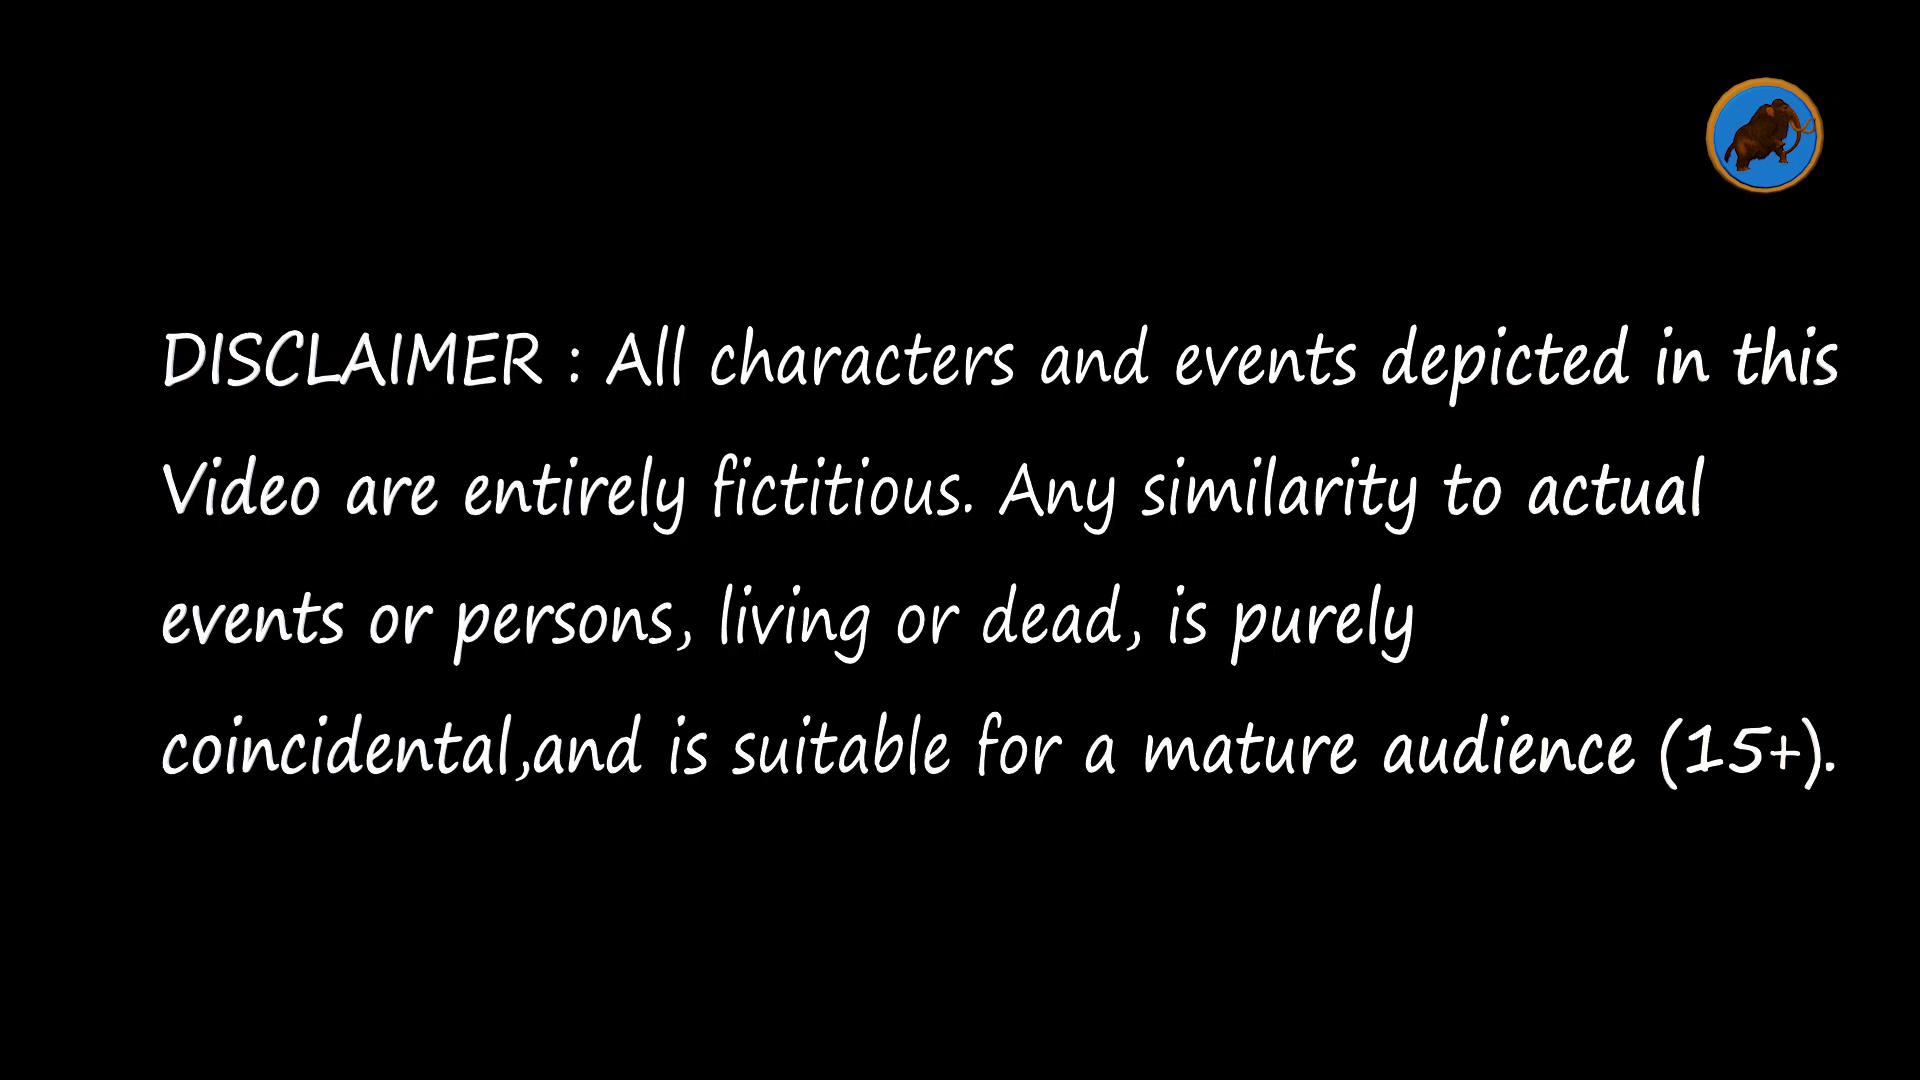 DISCLAIMER : All characters and events depicted in this
Video are entirely fictitious. Any similarity to actual
events or persons, living or dead, is purely
coincidental,and is suitable for a mature audience (15+).